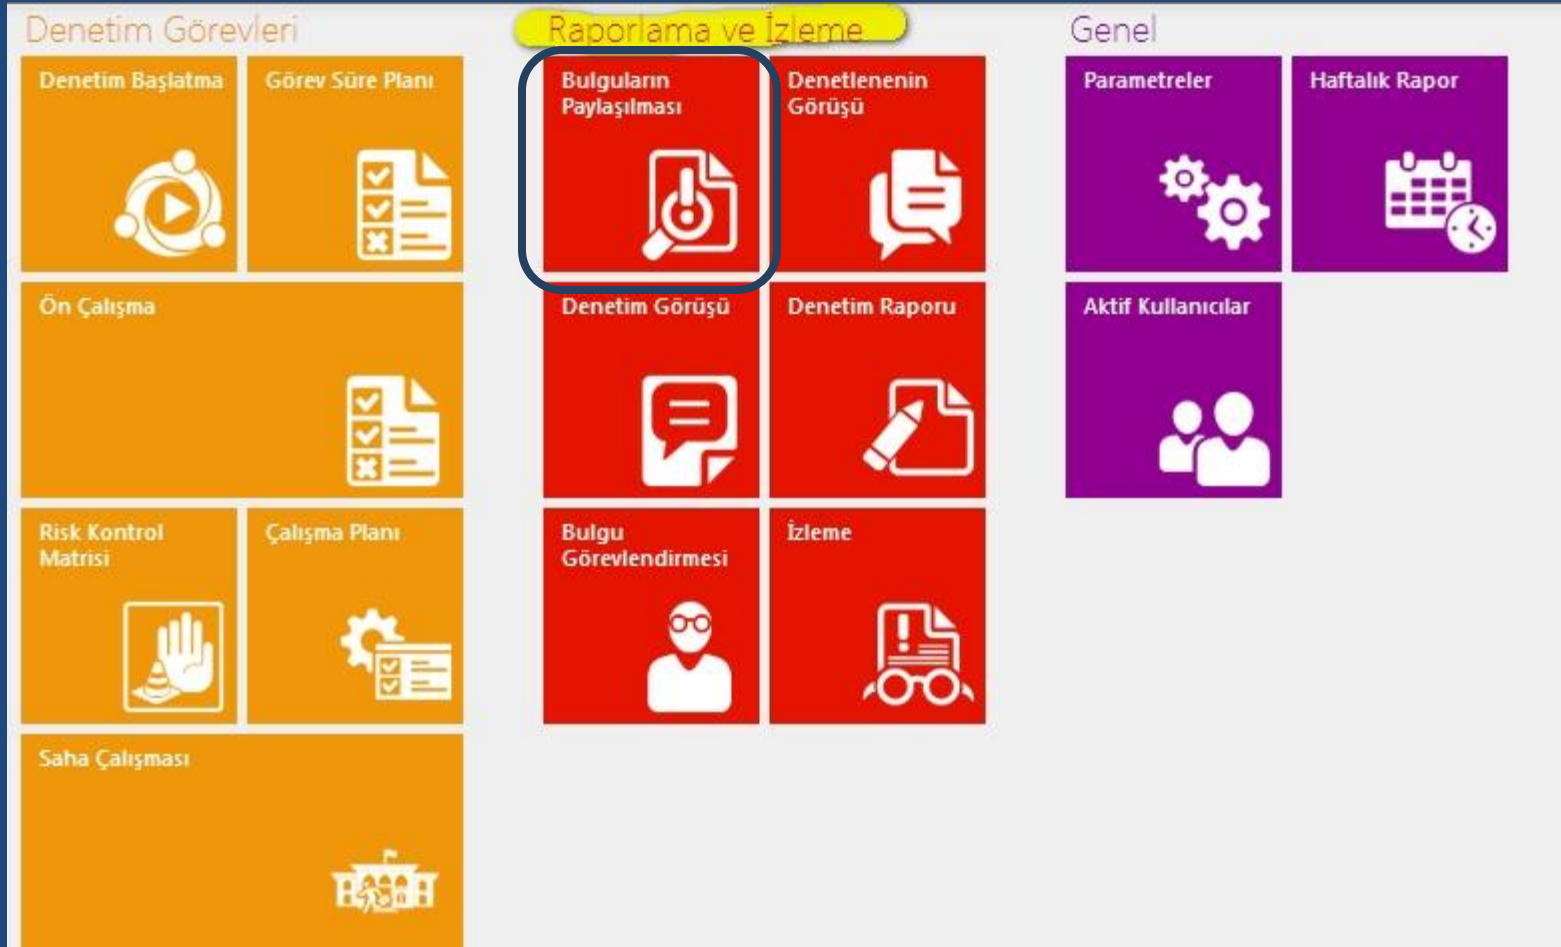 Denetim Görevleri
Denetim Başlatma
Görev Süre Planı
Ön Çalışma
Risk Kontrol
Matrisi
Çalışma Planı
Saha Çalışması
Raporlama ve İzleme
Bulguların
Paylaşılması
Denetlenenin
Görüşü
Denetim Görüşü
Denetim Raporu
Bulgu
Görevlendirmesi
İzleme
Genel
Parametreler
Haftalık Rapor
Aktif Kullanıcılar